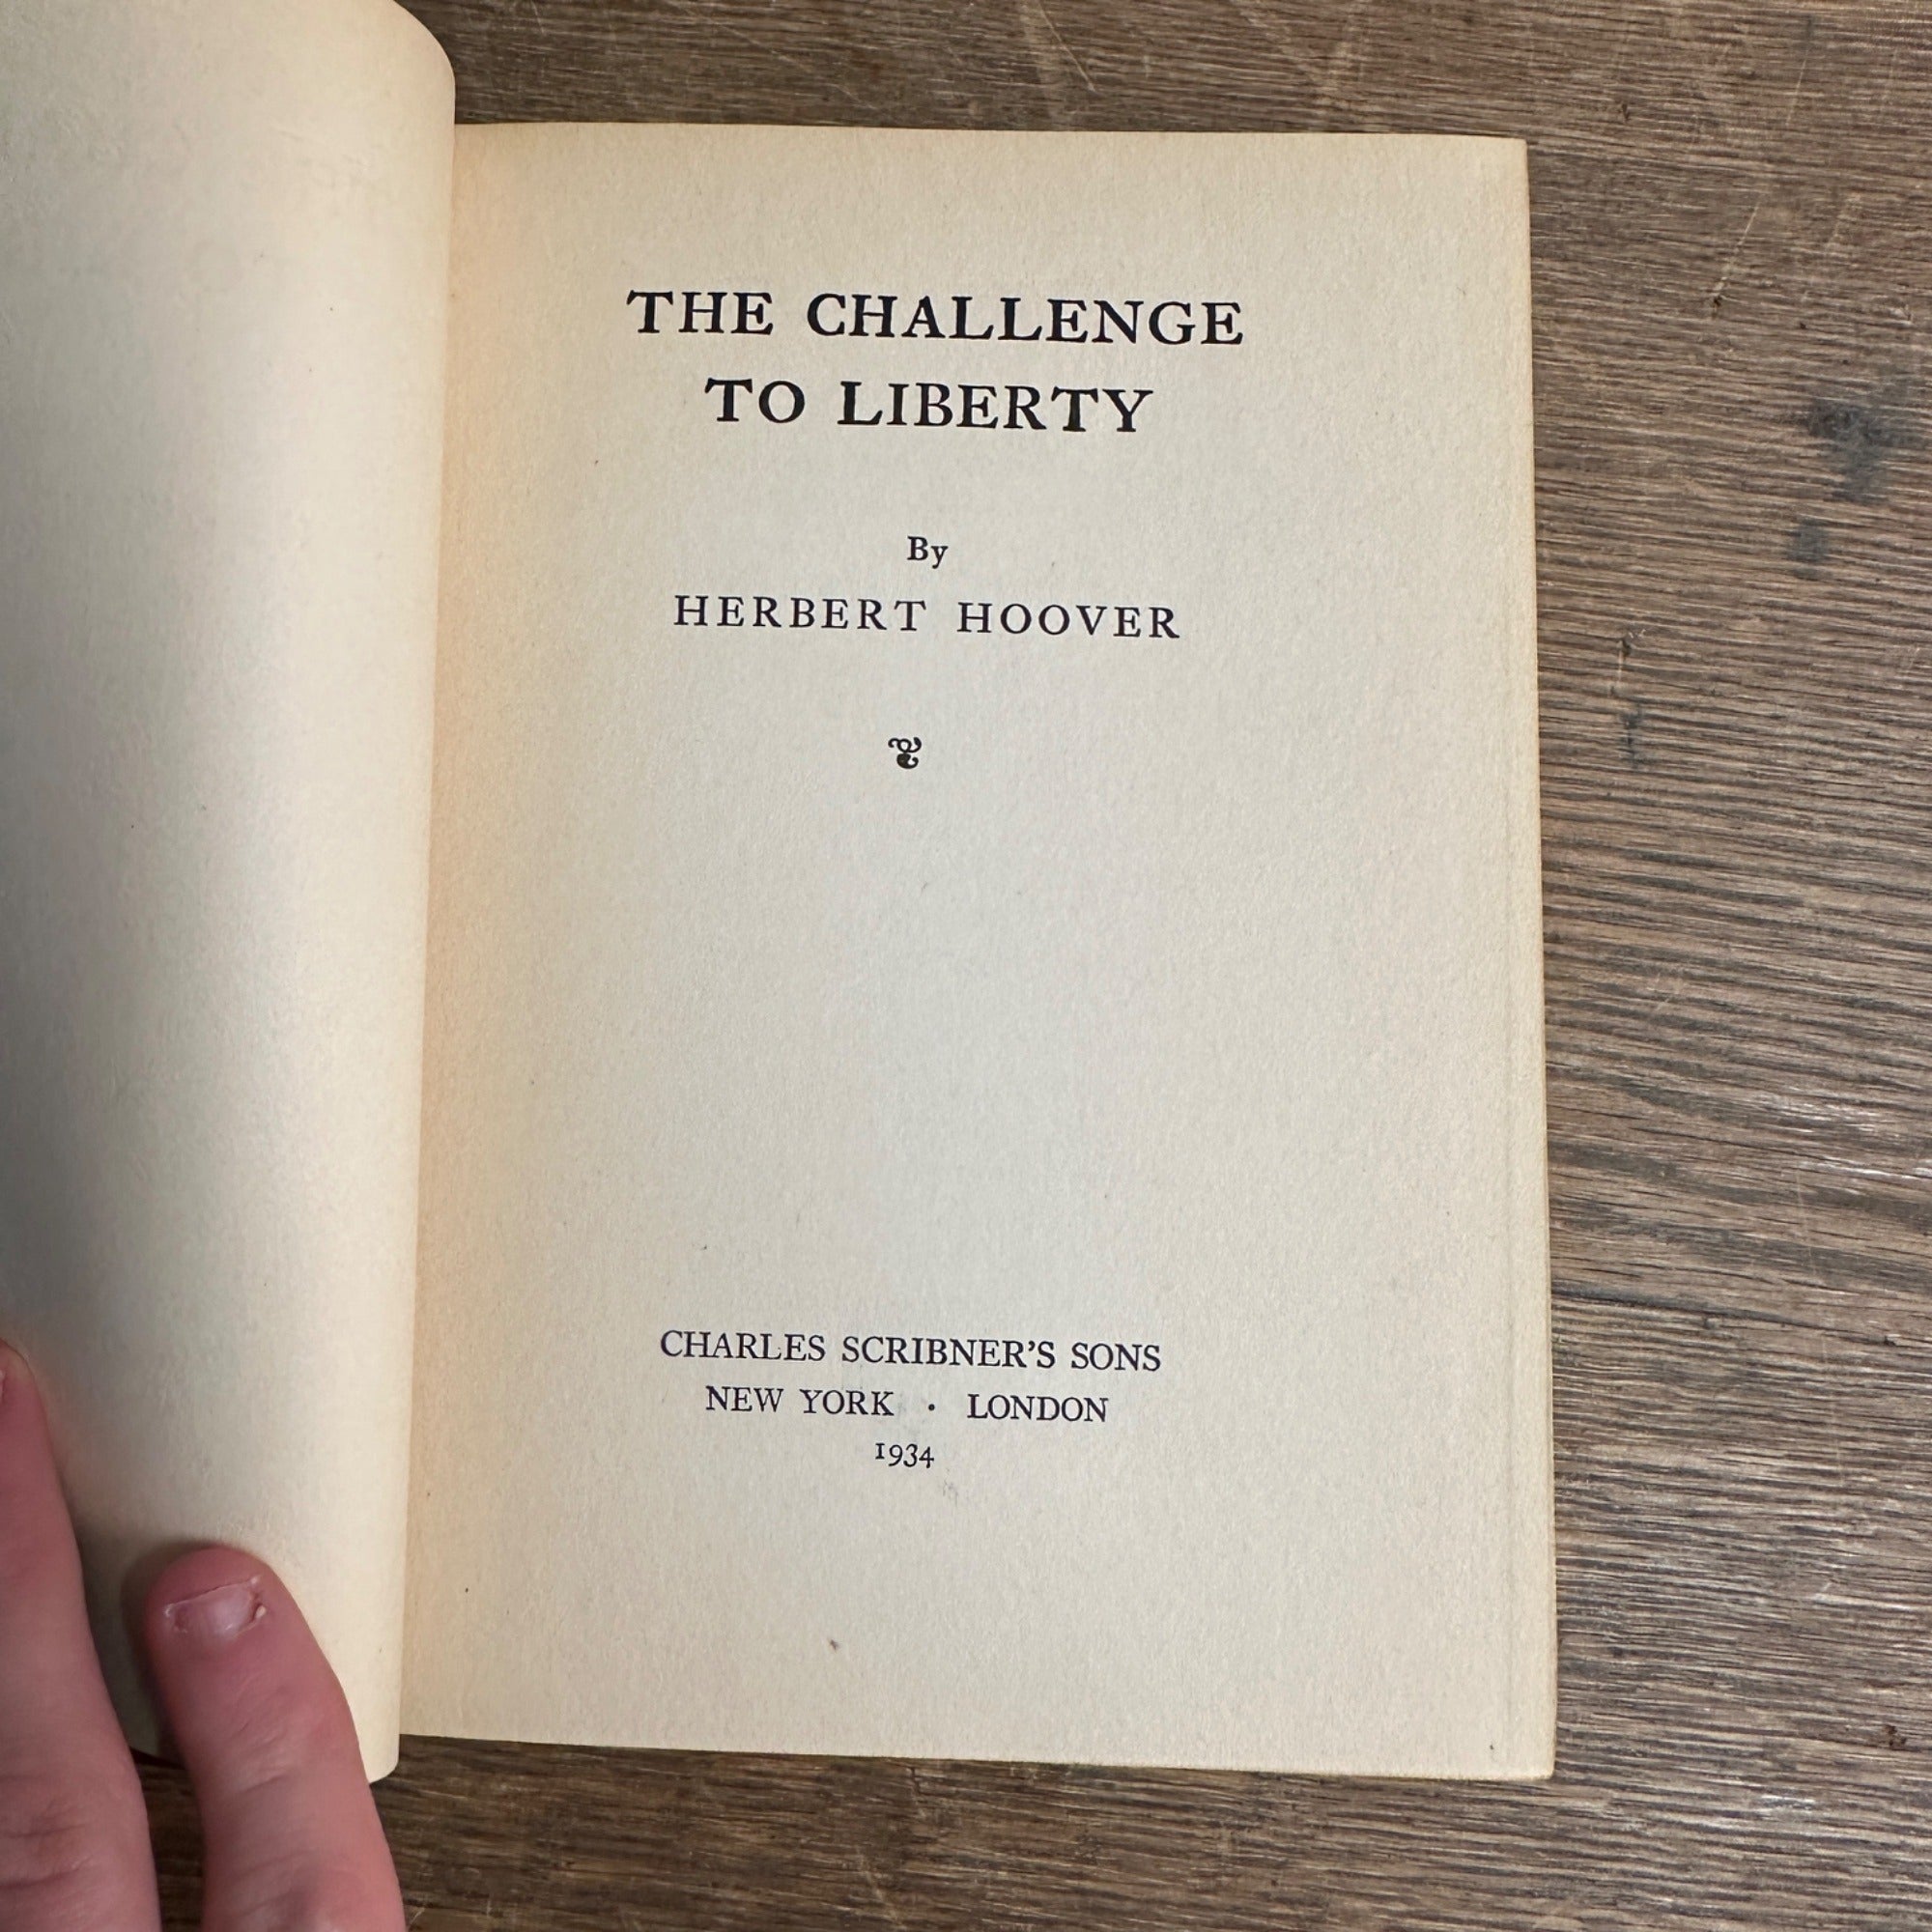 THE CHALLENGE
TO LIBERTY
By
HERBERT HOOVER
CHARLES SCRIBNER'S SONS
NEW YORK · LONDON
1934